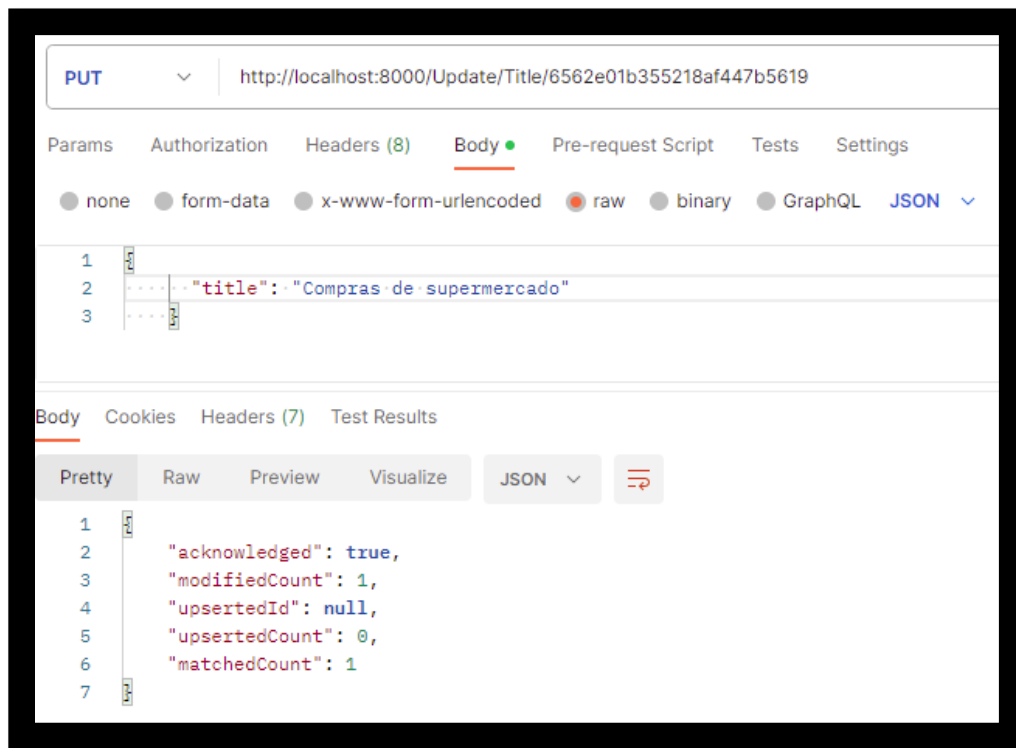 PUT http://localhost:8000/Update/Title/6562e01b355218af447b5619
Params Authorization Headers (8) Body Pre-request Script Tests Settings
none form-data x-www-form-urlencoded raw binary GraphQL JSON
1 {
2 "title": "Compras de supermercado"
3 }
Body Cookies Headers (7) Test Results
Pretty Raw Preview Visualize JSON
1 {
2 "acknowledged": true,
3 "modifiedCount": 1,
4 "upsertedId": null,
5 "upsertedCount": 0,
6 "matchedCount": 1
7 }